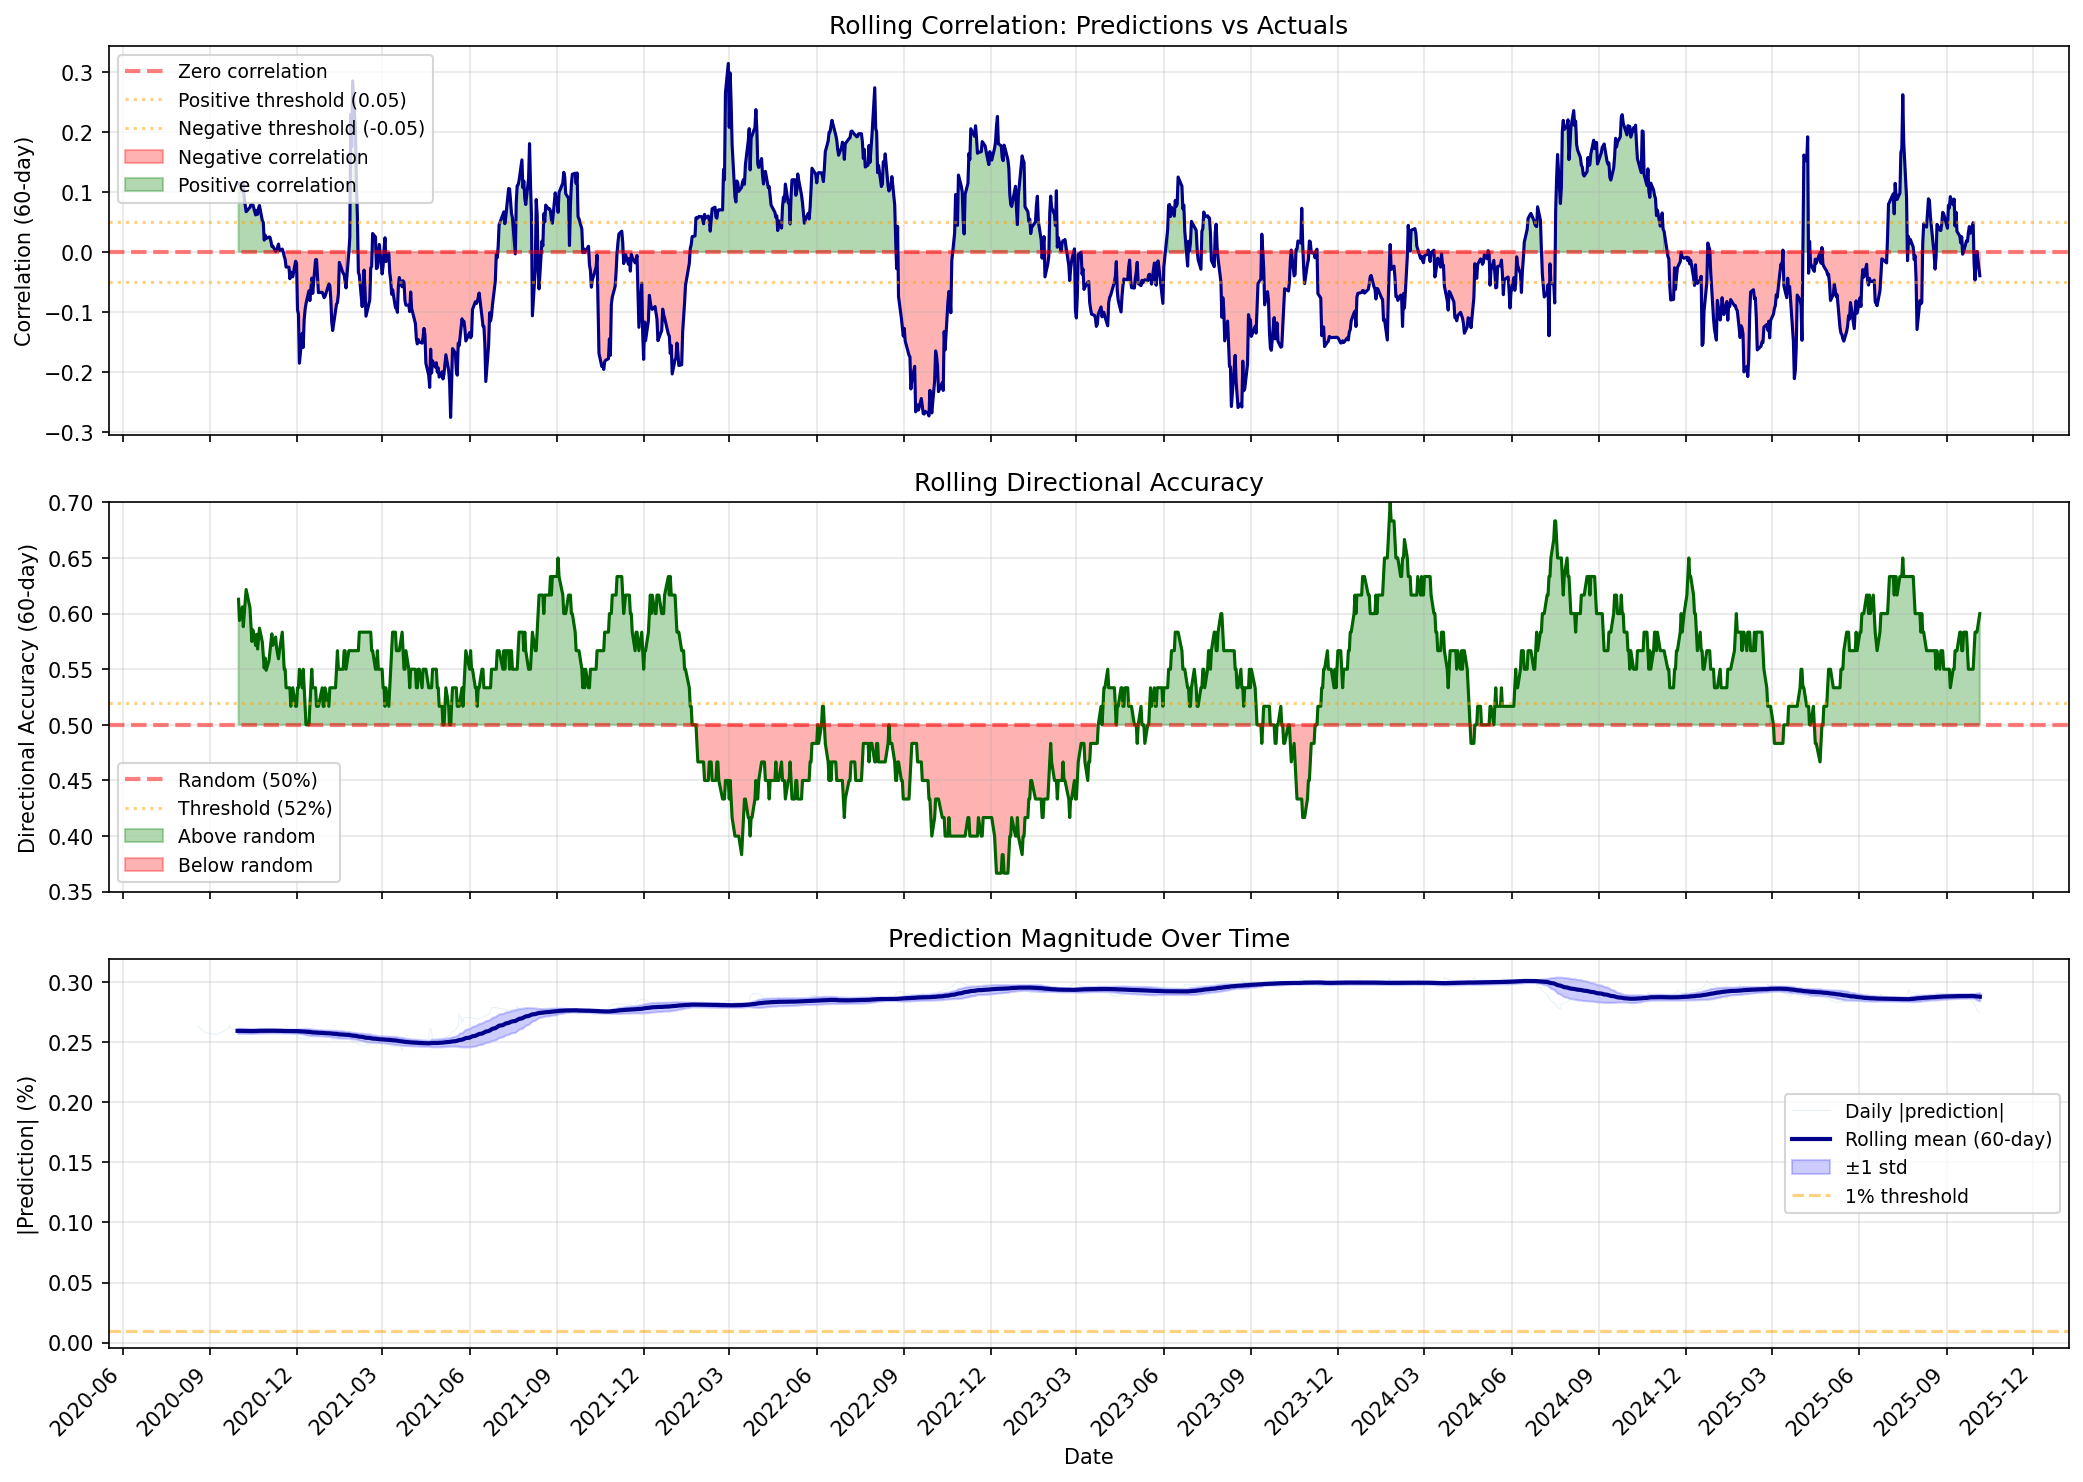 Rolling Correlation: Predictions vs Actuals
Correlation (60-day)
0.3
0.2
0.1
0.0
−0.1
−0.2
−0.3
Zero correlation
Positive threshold (0.05)
Negative threshold (-0.05)
Negative correlation
Positive correlation
Rolling Directional Accuracy
Directional Accuracy (60-day)
0.70
0.65
0.60
0.55
0.50
0.45
0.40
0.35
Random (50%)
Threshold (52%)
Above random
Below random
Prediction Magnitude Over Time
|Prediction| (%)
0.30
0.25
0.20
0.15
0.10
0.05
0.00
Daily |prediction|
Rolling mean (60-day)
±1 std
1% threshold
2020-06
2020-09
2020-12
2021-03
2021-06
2021-09
2021-12
2022-03
2022-06
2022-09
2022-12
2023-03
2023-06
2023-09
2023-12
2024-03
2024-06
2024-09
2024-12
2025-03
2025-06
2025-09
2025-12
Date